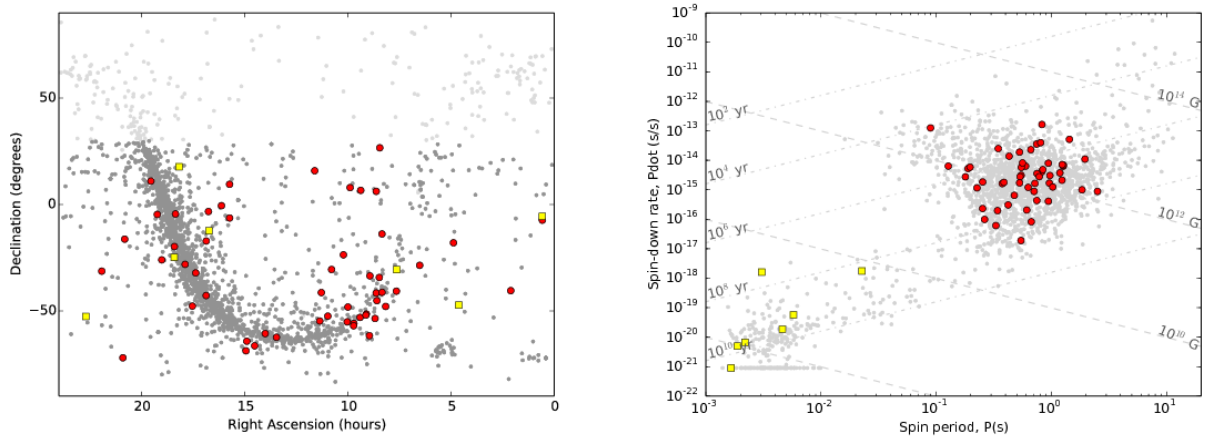 50
0
−50
20
15
10
5
0
Declination (degrees)
Right Ascension (hours)
10⁻⁹
10⁻¹⁰
10⁻¹¹
10⁻¹²
10⁻¹³
10⁻¹⁴
10⁻¹⁵
10⁻¹⁶
10⁻¹⁷
10⁻¹⁸
10⁻¹⁹
10⁻²⁰
10⁻²¹
10⁻²²
Spin-down rate, Pdot (s/s)
10² yr
10⁴ yr
10⁶ yr
10⁸ yr
10¹⁰ yr
10¹⁴ G
10¹² G
10¹⁰ G
10⁻³
10⁻²
10⁻¹
10⁰
10¹
Spin period, P(s)